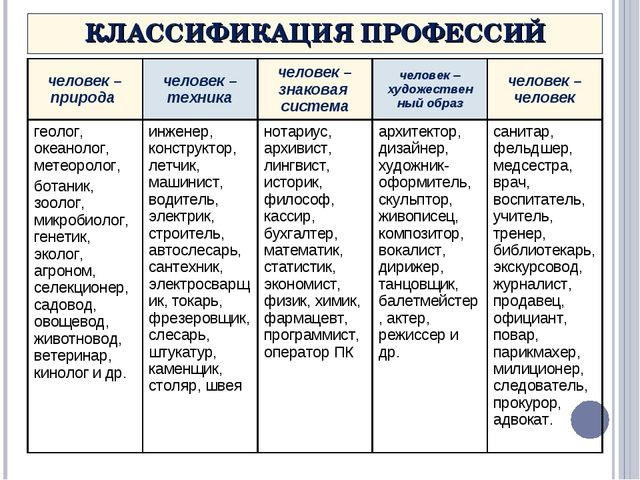 КЛАССИФИКАЦИЯ ПРОФЕССИЙ
человек –
природа
человек –
техника
человек –
знаковая
система
человек –
художествен
ный образ
человек –
человек
геолог,
океанолог,
метеоролог,
ботаник,
зоолог,
микробиолог,
генетик,
эколог,
агроном,
селекционер,
садовод,
овощевод,
животновод,
ветеринар,
кинолог и др.
инженер,
конструктор,
летчик,
машинист,
водитель,
электрик,
строитель,
автослесарь,
сантехник,
электросварщ
ик, токарь,
фрезеровщик,
слесарь,
штукатур,
каменщик,
столяр, швея
нотариус,
архивист,
лингвист,
историк,
философ,
кассир,
бухгалтер,
математик,
статистик,
экономист,
физик, химик,
фармацевт,
программист,
оператор ПК
архитектор,
дизайнер,
художник-
оформитель,
скульптор,
живописец,
композитор,
вокалист,
дирижер,
танцовщик,
балетмейстер
, актер,
режиссер и
др.
санитар,
фельдшер,
медсестра,
врач,
воспитатель,
учитель,
тренер,
библиотекарь,
экскурсовод,
журналист,
продавец,
официант,
повар,
парикмахер,
милиционер,
следователь,
прокурор,
адвокат.